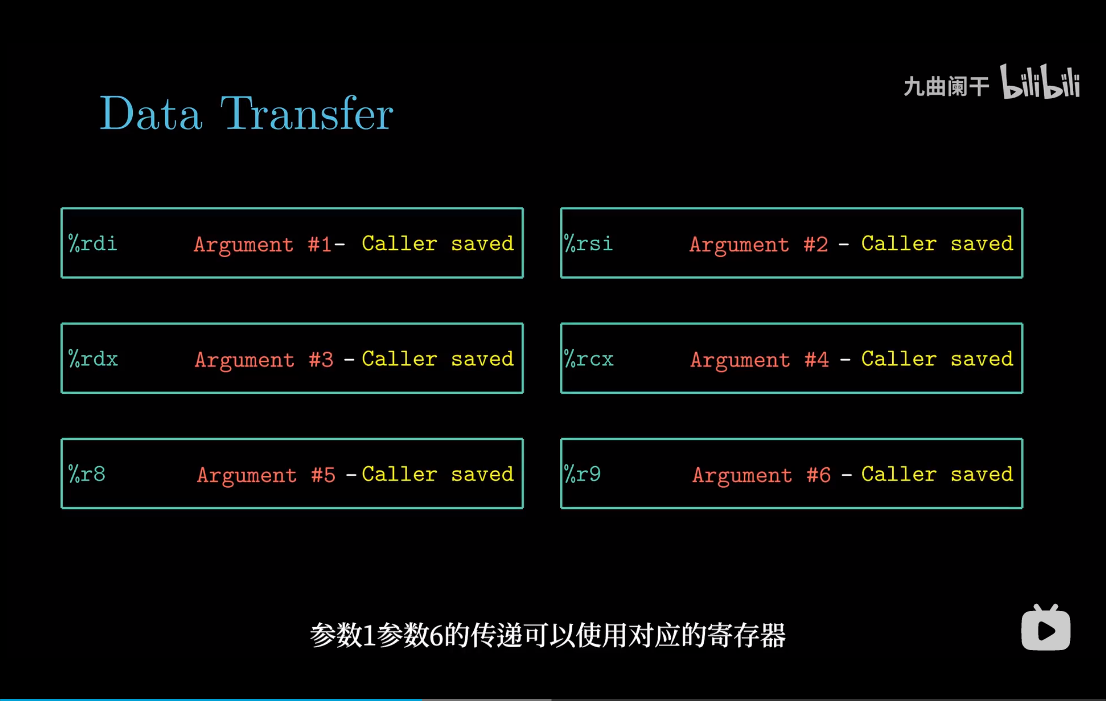 九曲阑干 bilibili
Data Transfer
%rdi Argument #1- Caller saved
%rsi Argument #2 - Caller saved
%rdx Argument #3 - Caller saved
%rcx Argument #4 - Caller saved
%r8 Argument #5 - Caller saved
%r9 Argument #6 - Caller saved
参数1参数6的传递可以使用对应的寄存器